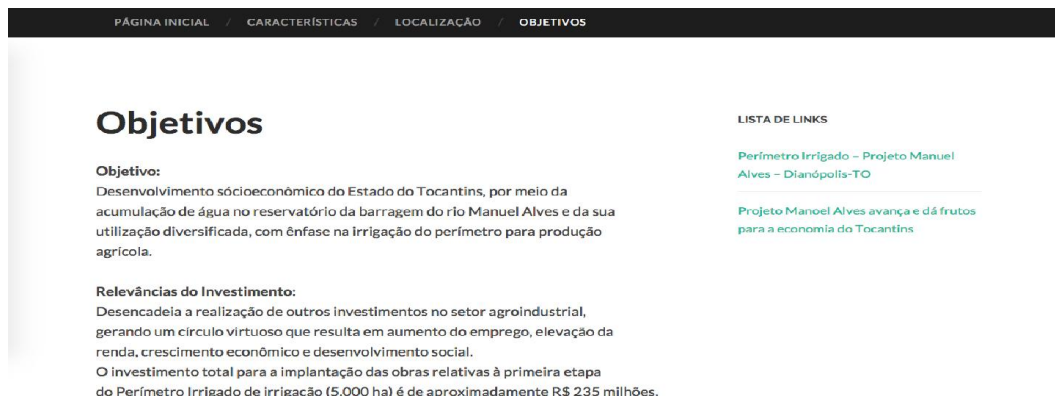 PÁGINA INICIAL / CARACTERÍSTICAS / LOCALIZAÇÃO / OBJETIVOS
Objetivos
Objetivo:
Desenvolvimento sócioeconômico do Estado do Tocantins, por meio da
acumulação de água no reservatório da barragem do rio Manuel Alves e da sua
utilização diversificada, com ênfase na irrigação do perímetro para produção
agrícola.
Relevâncias do Investimento:
Desencadeia a realização de outros investimentos no setor agroindustrial,
gerando um círculo virtuoso que resulta em aumento do emprego, elevação da
renda, crescimento econômico e desenvolvimento social.
O investimento total para a implantação das obras relativas à primeira etapa
do Perímetro Irrigado de irrigação (5.000 ha) é de aproximadamente R$ 235 milhões.
LISTA DE LINKS
Perímetro Irrigado – Projeto Manuel
Alves – Dianópolis-TO
Projeto Manoel Alves avança e dá frutos
para a economia do Tocantins